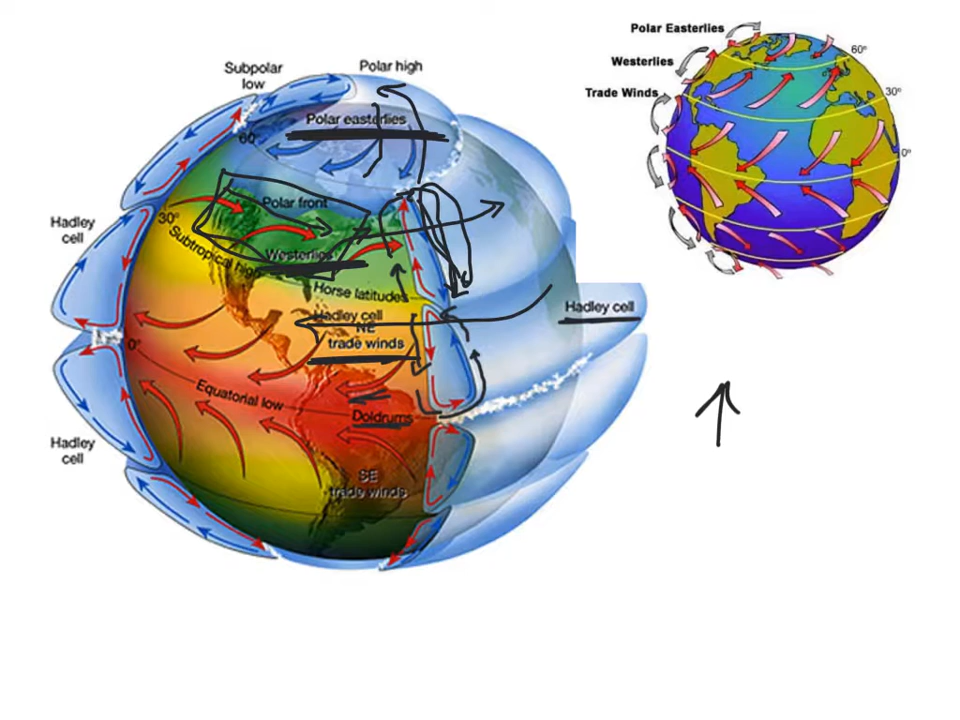 Polar Easterlies
Westerlies
Trade Winds
60°
30°
0°
Subpolar
low
Polar high
60°
Polar easterlies
Hadley
cell
30°
Polar front
Subtropical high
Westerlies
Horse latitudes
Hadley cell
NE
trade winds
Hadley cell
0°
Equatorial low
Doldrums
Hadley
cell
SE
trade winds